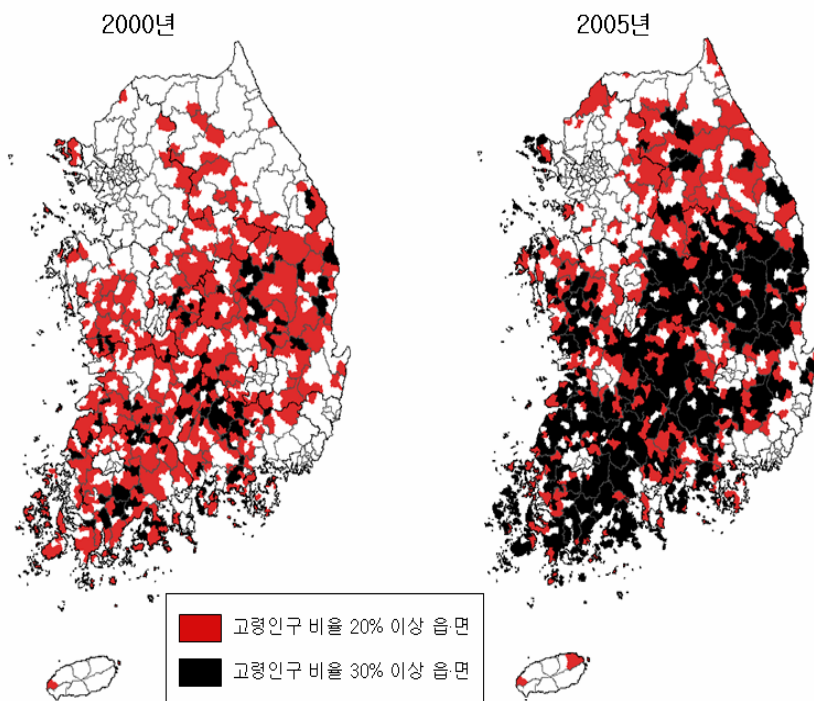 2000년
2005년
고령인구 비율 20% 이상 읍·면
고령인구 비율 30% 이상 읍·면